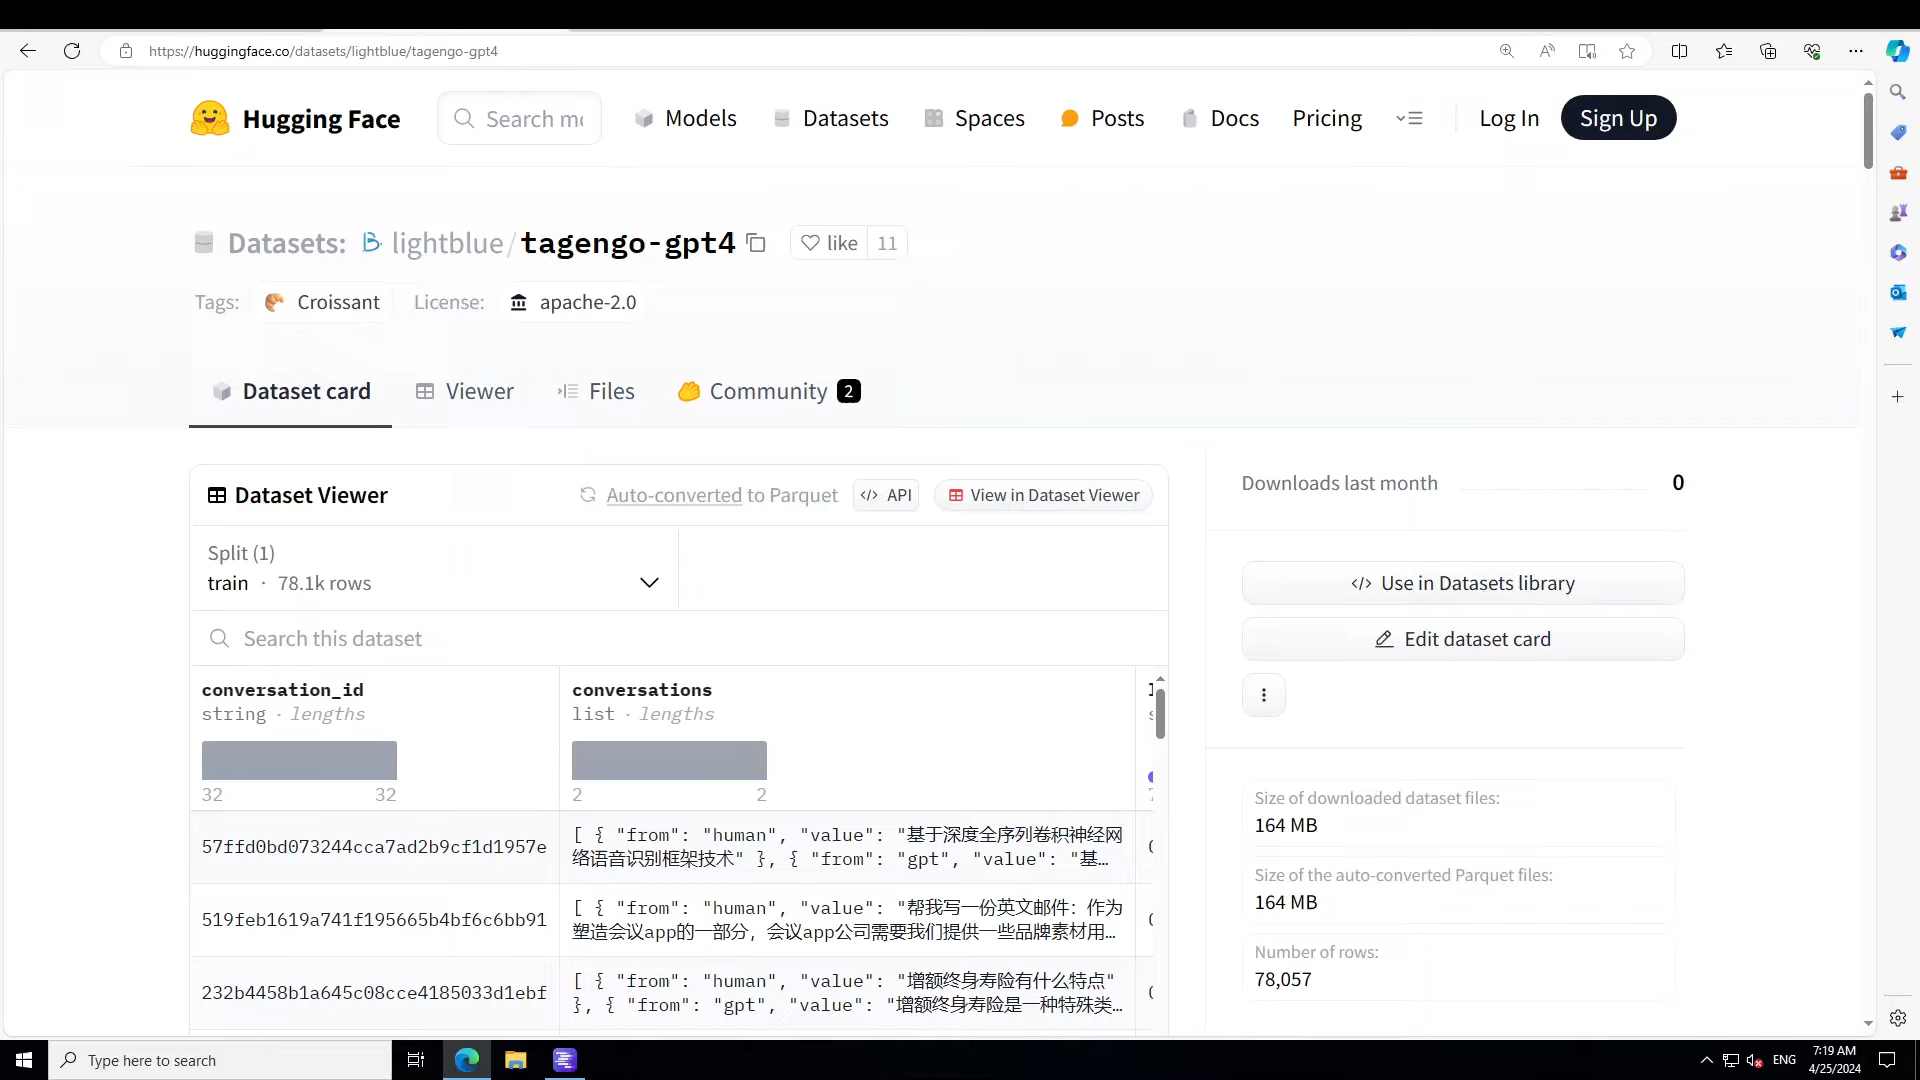 https://huggingface.co/datasets/lightblue/tagengo-gpt4
Hugging Face
Search mo
Models
Datasets
Spaces
Posts
Docs
Pricing
Log In
Sign Up
Datasets: lightblue/tagengo-gpt4
like 11
Tags: Croissant License: apache-2.0
Dataset card
Viewer
Files
Community 2
Dataset Viewer
Auto-converted to Parquet
API
View in Dataset Viewer
Split (1)
train · 78.1k rows
Search this dataset
conversation_id
string · lengths
32 32
conversations
list · lengths
2 2
57ffd0bd073244cca7ad2b9cf1d1957e
[ { "from": "human", "value": "基于深度全序列卷积神经网
络语音识别框架技术" }, { "from": "gpt", "value": "基…
519feb1619a741f195665b4bf6c6bb91
[ { "from": "human", "value": "帮我写一份英文邮件：作为
塑造会议app的一部分，会议app公司需要我们提供一些品牌素材用…
232b4458b1a645c08cce4185033d1ebf
[ { "from": "human", "value": "增额终身寿险有什么特点"
}, { "from": "gpt", "value": "增额终身寿险是一种特殊类…
Downloads last month 0
Use in Datasets library
Edit dataset card
Size of downloaded dataset files:
164 MB
Size of the auto-converted Parquet files:
164 MB
Number of rows:
78,057
Type here to search
ENG
7:19 AM
4/25/2024